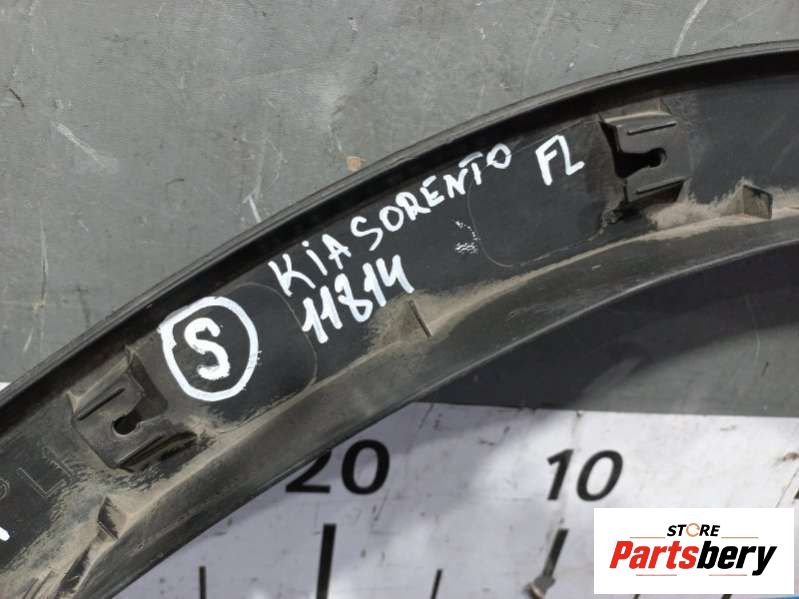 KIA SORENTO FL
11814
S
20
10
STORE
Partsbery